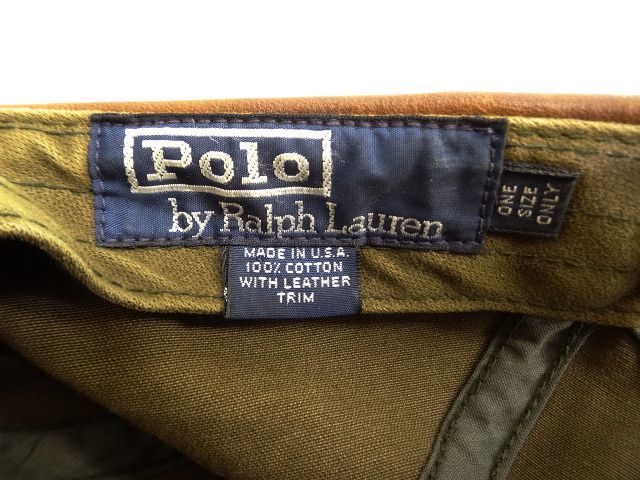 Polo
by Ralph Lauren
ONE
SIZE
ONLY
MADE IN U.S.A.
100% COTTON
WITH LEATHER
TRIM